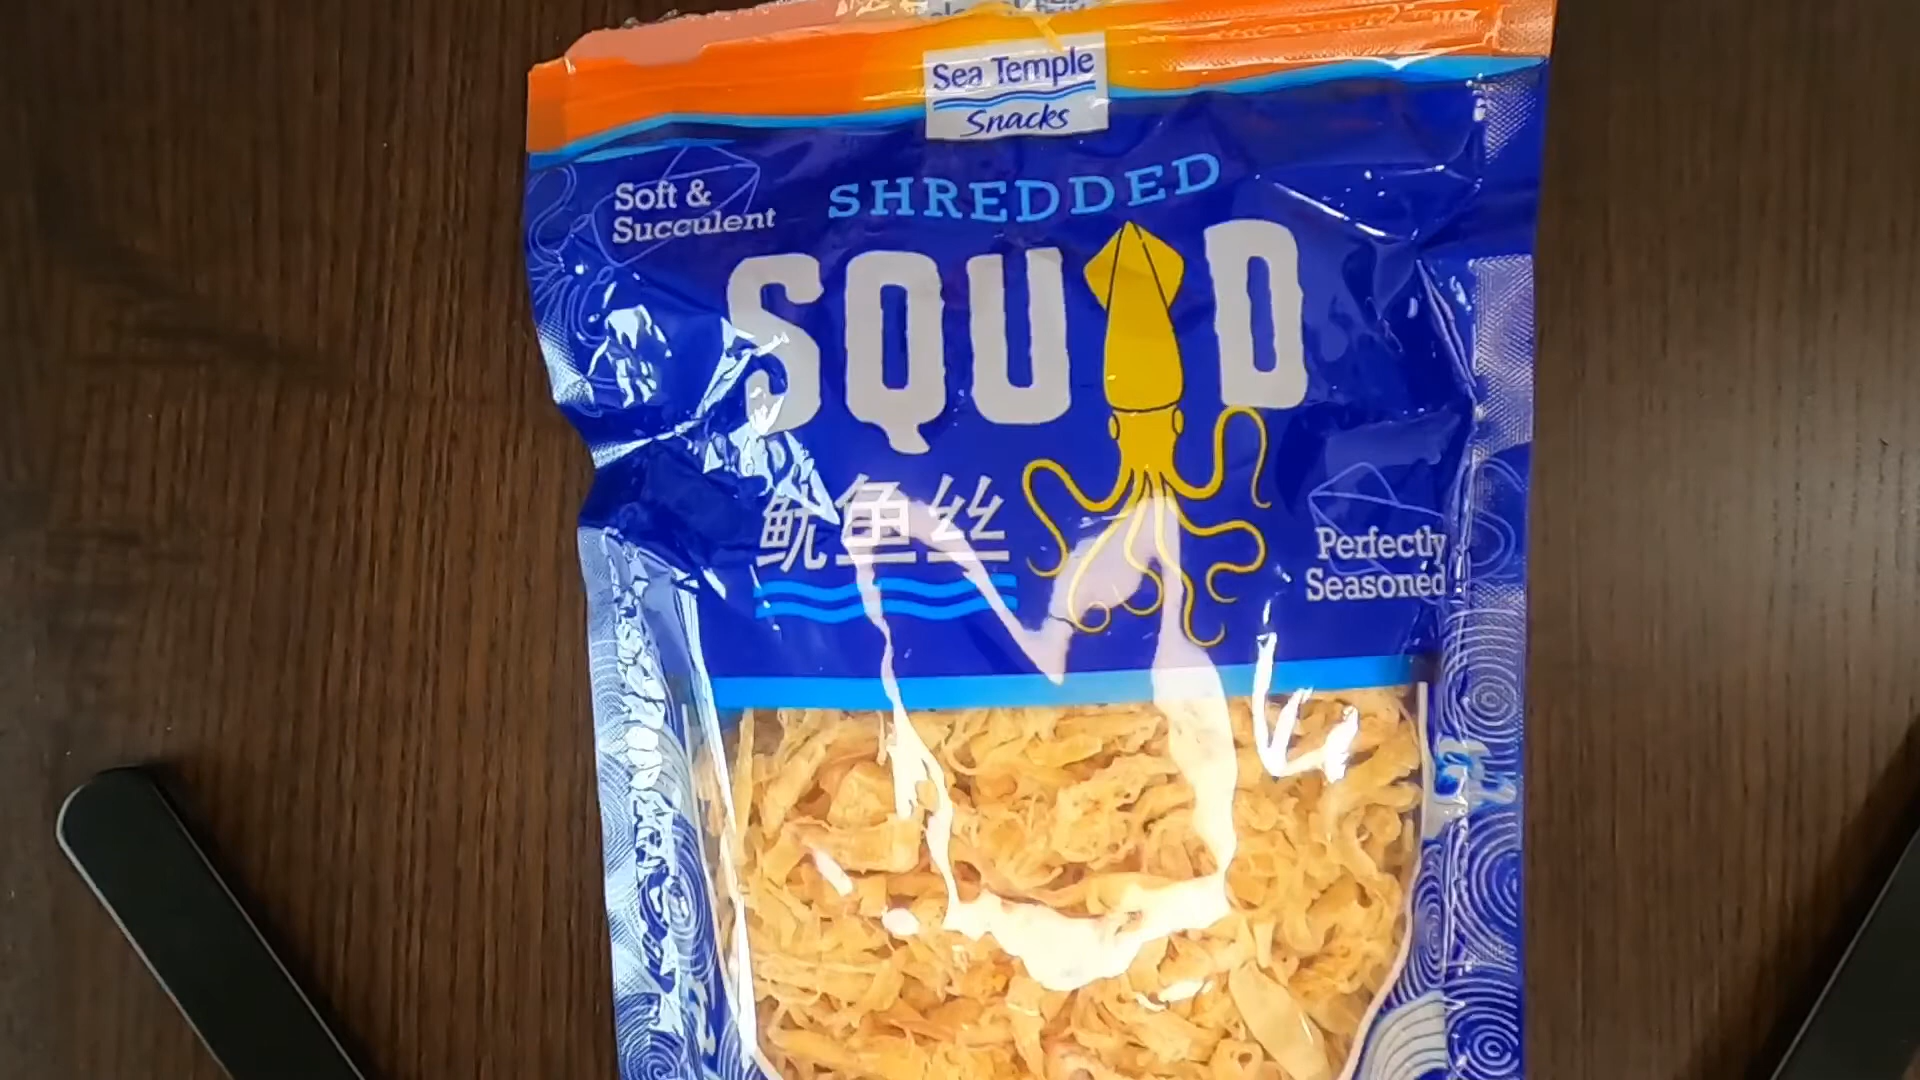 Sea Temple
Snacks
Soft &
Succulent
SHREDDED
SQUID
鱿鱼丝
Perfectly
Seasoned